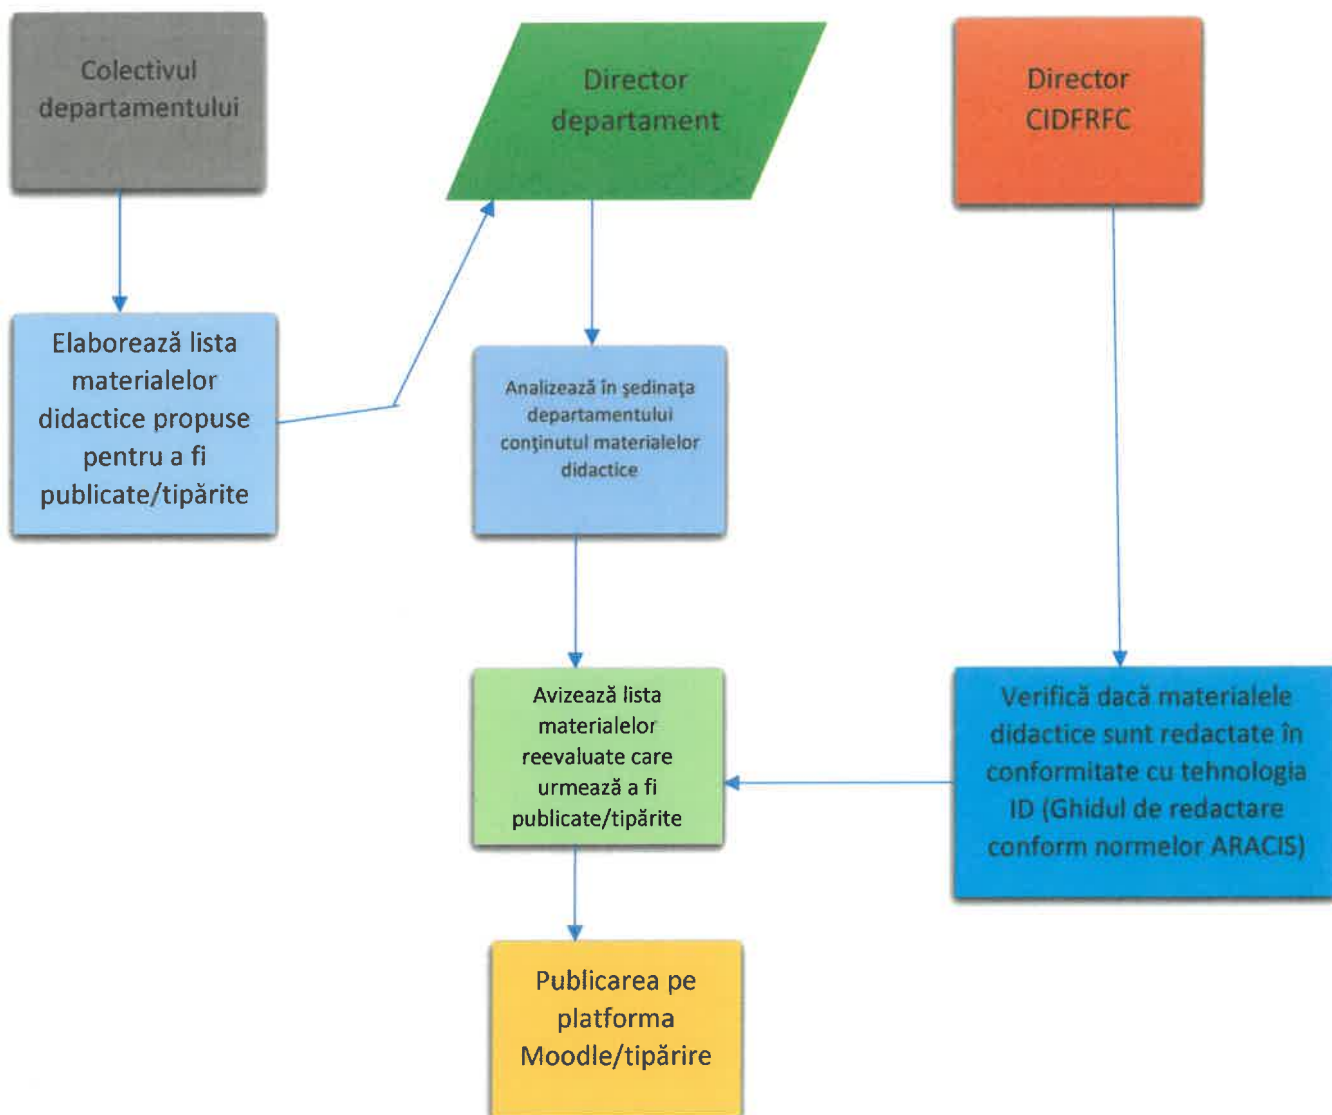 Colectivul
departamentului
Director
departament
Director
CIDFRFC
Elaborează lista
materialelor
didactice propuse
pentru a fi
publicate/tipărite
Analizează în ședinața
departamentului
conţinutul materialelor
didactice
Avizează lista
materialelor
reevaluate care
urmează a fi
publicate/tipărite
Verifică dacă materialele
didactice sunt redactate în
conformitate cu tehnologia
ID (Ghidul de redactare
conform normelor ARACIS)
Publicarea pe
platforma
Moodle/tipărire